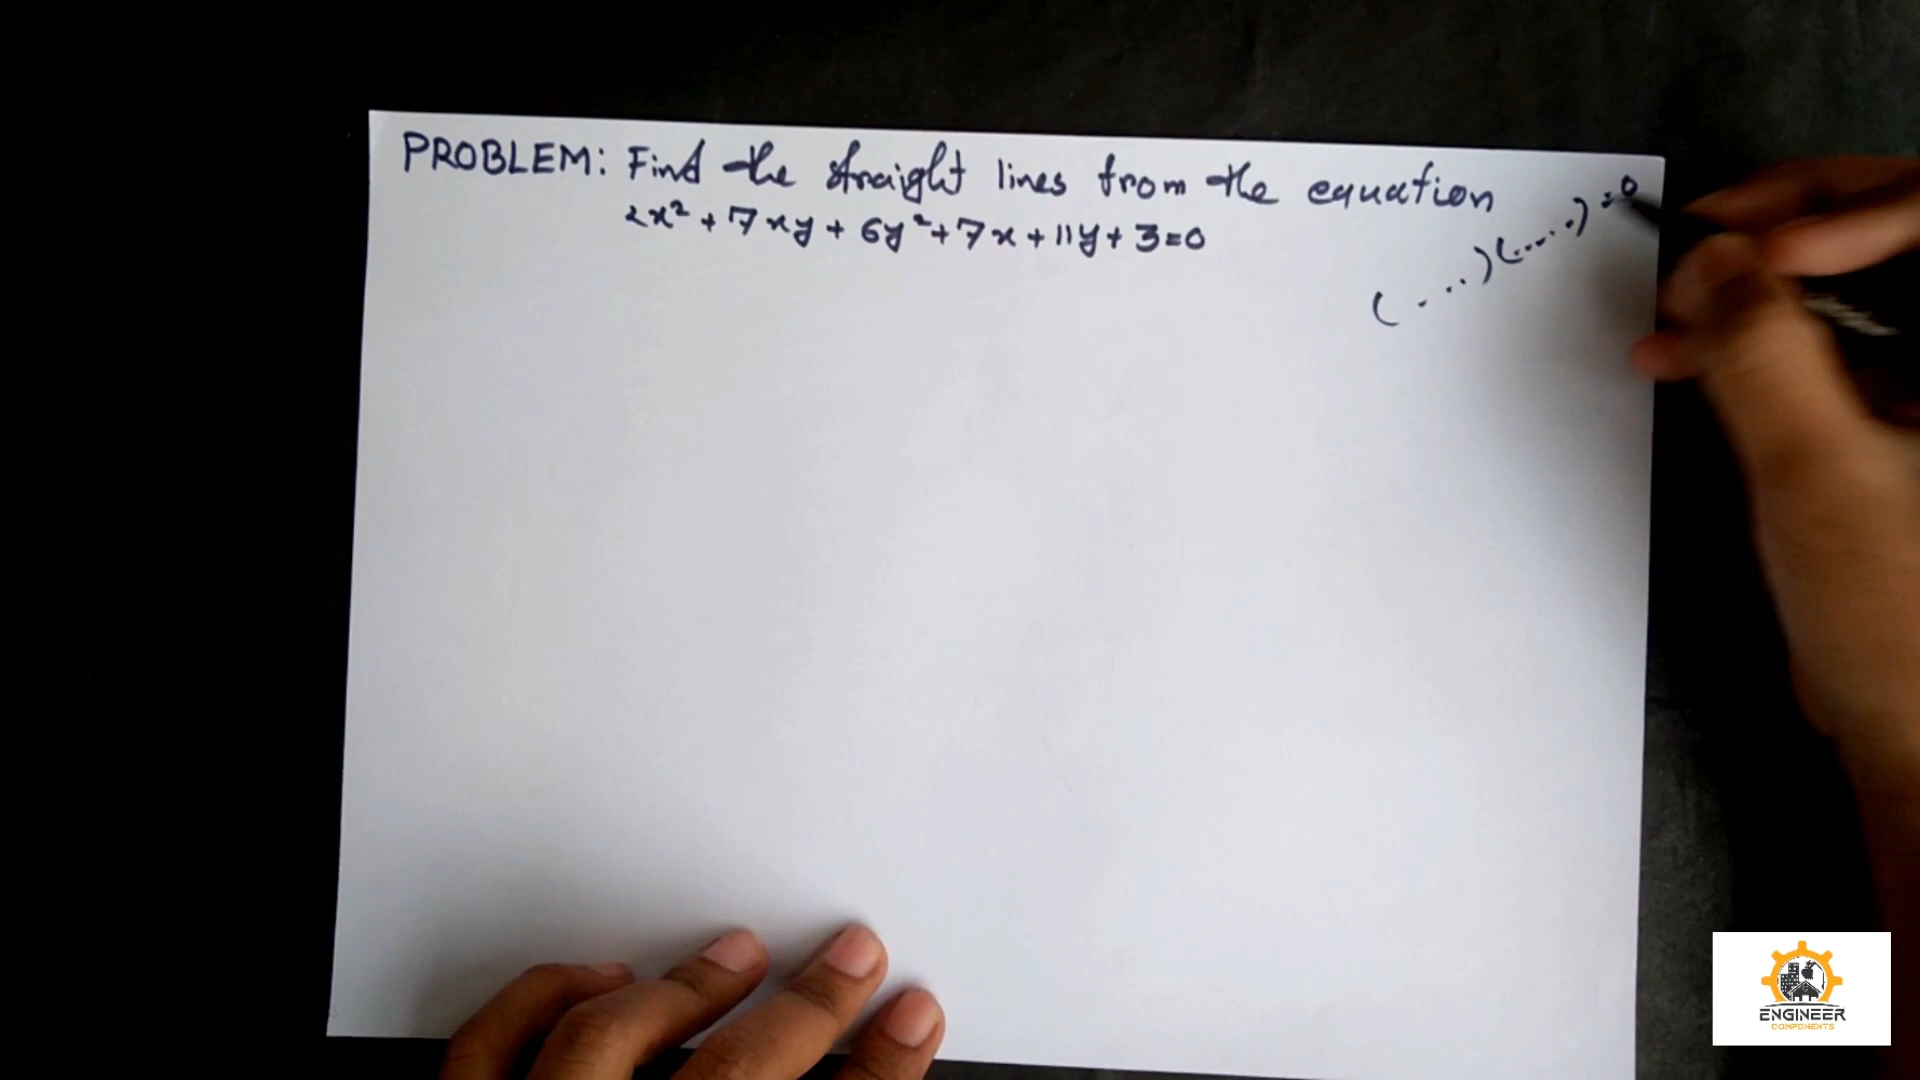 PROBLEM: Find the straight lines from the equation
2x² + 7xy + 6y² + 7x + 11y + 3 = 0
(....)(.....) = 0
ENGINEER
COMPONENTS